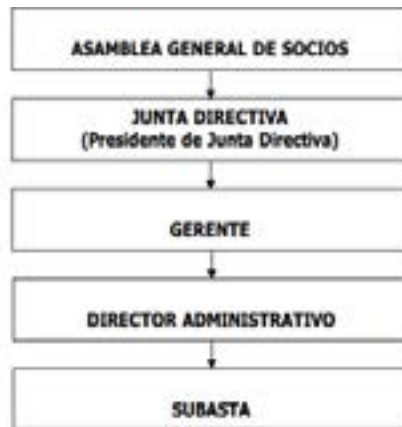 ASAMBLEA GENERAL DE SOCIOS
JUNTA DIRECTIVA
(Presidente de Junta Directiva)
GERENTE
DIRECTOR ADMINISTRATIVO
SUBASTA